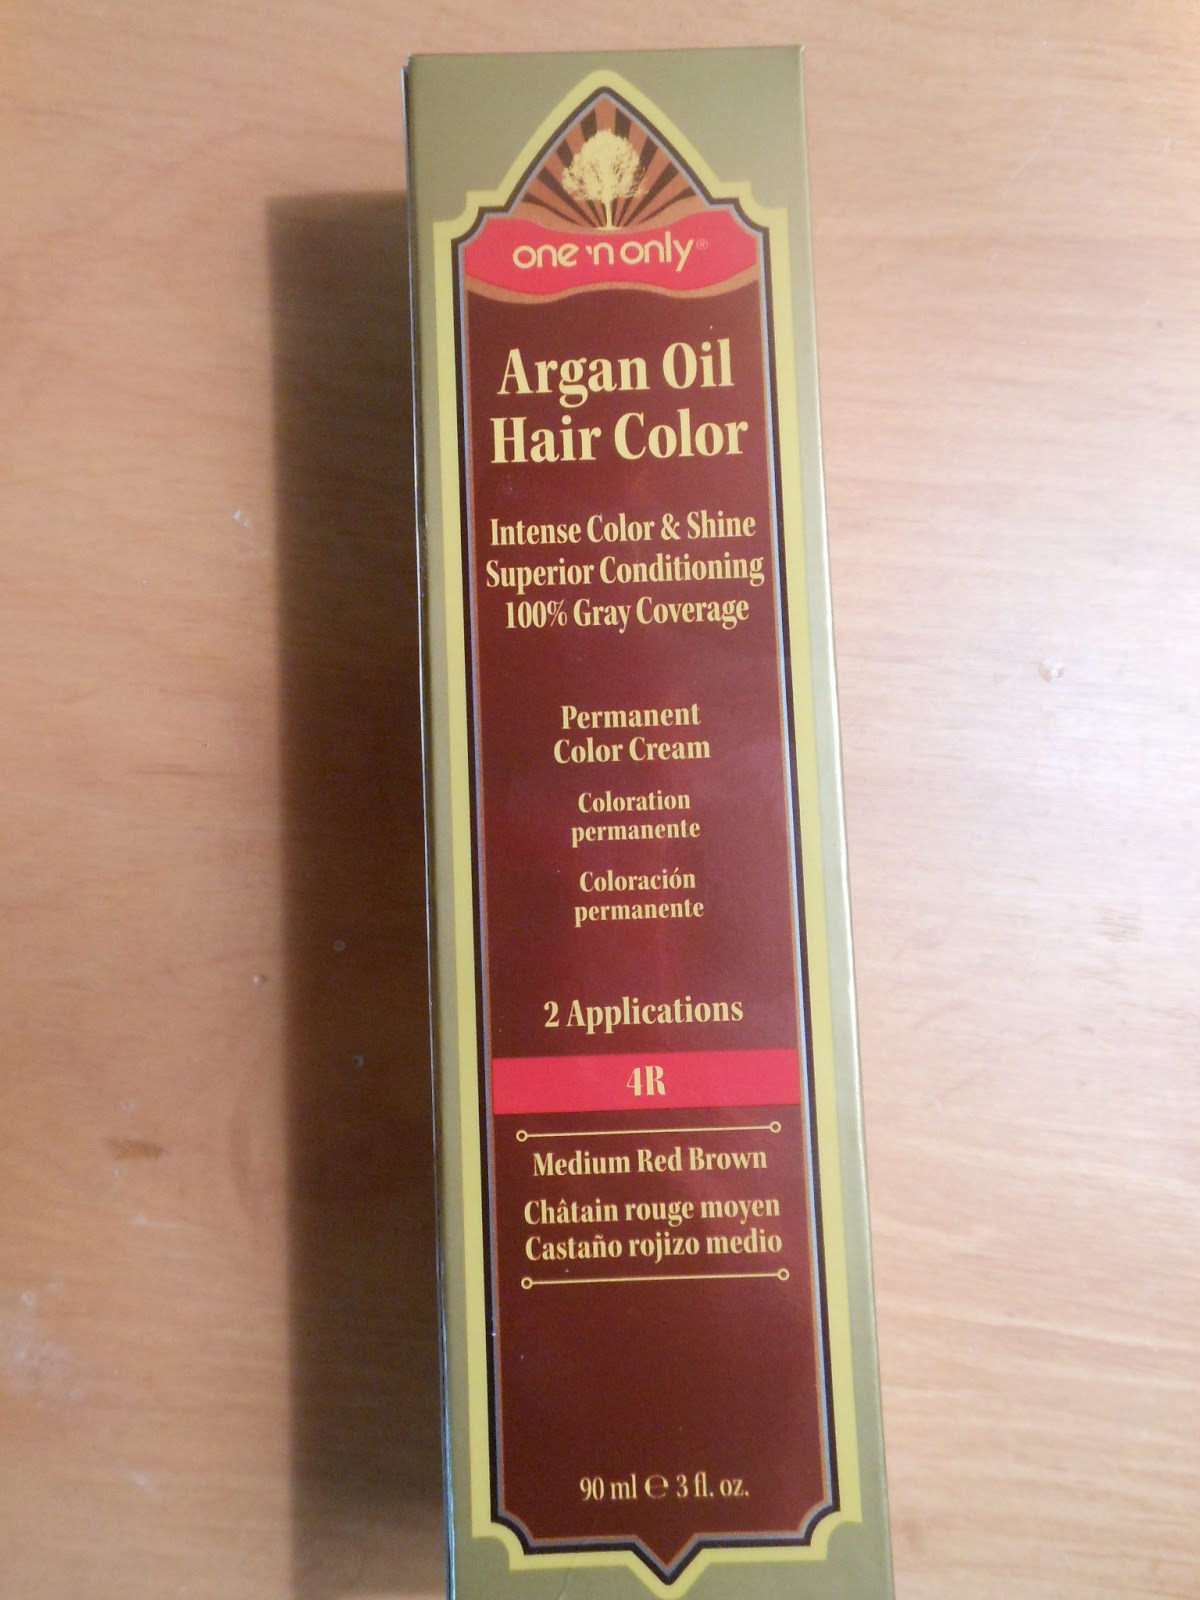 one 'n only®
Argan Oil
Hair Color
Intense Color & Shine
Superior Conditioning
100% Gray Coverage
Permanent
Color Cream
Coloration
permanente
Coloración
permanente
2 Applications
4R
Medium Red Brown
Châtain rouge moyen
Castaño rojizo medio
90 ml ℮ 3 fl. oz.